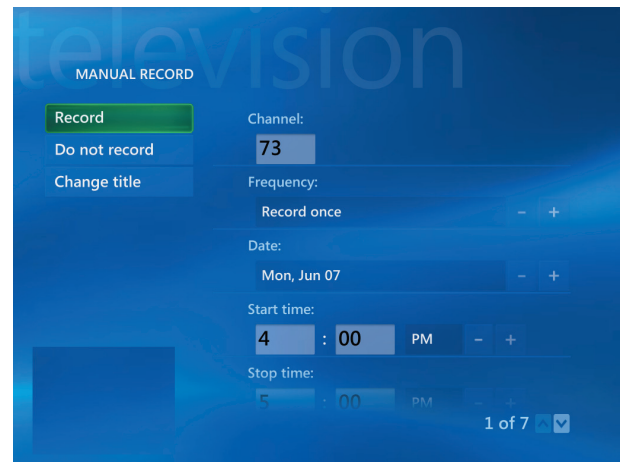 television
MANUAL RECORD
Record
Do not record
Change title
Channel:
73
Frequency:
Record once - +
Date:
Mon, Jun 07 - +
Start time:
4 : 00 PM - +
Stop time:
5 : 00 PM - +
1 of 7